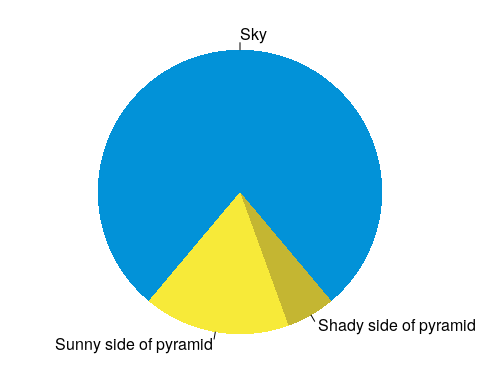 Sky
Shady side of pyramid
Sunny side of pyramid